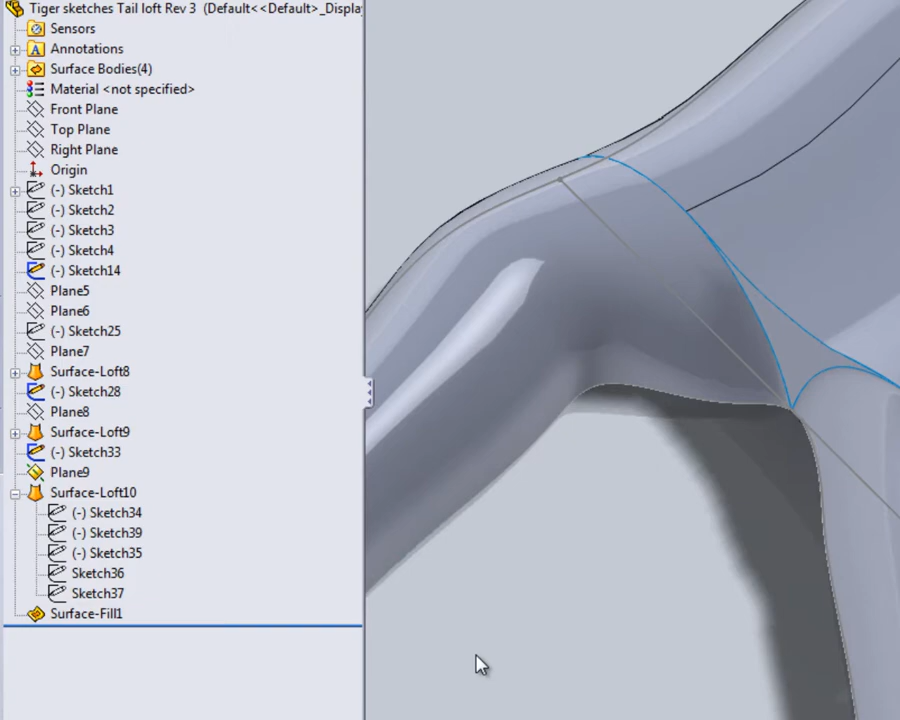 Tiger sketches Tail loft Rev 3 (Default<<Default>_Displa
Sensors
A Annotations
Surface Bodies(4)
Material <not specified>
Front Plane
Top Plane
Right Plane
Origin
(-) Sketch1
(-) Sketch2
(-) Sketch3
(-) Sketch4
(-) Sketch14
Plane5
Plane6
(-) Sketch25
Plane7
Surface-Loft8
(-) Sketch28
Plane8
Surface-Loft9
(-) Sketch33
Plane9
Surface-Loft10
(-) Sketch34
(-) Sketch39
(-) Sketch35
Sketch36
Sketch37
Surface-Fill1